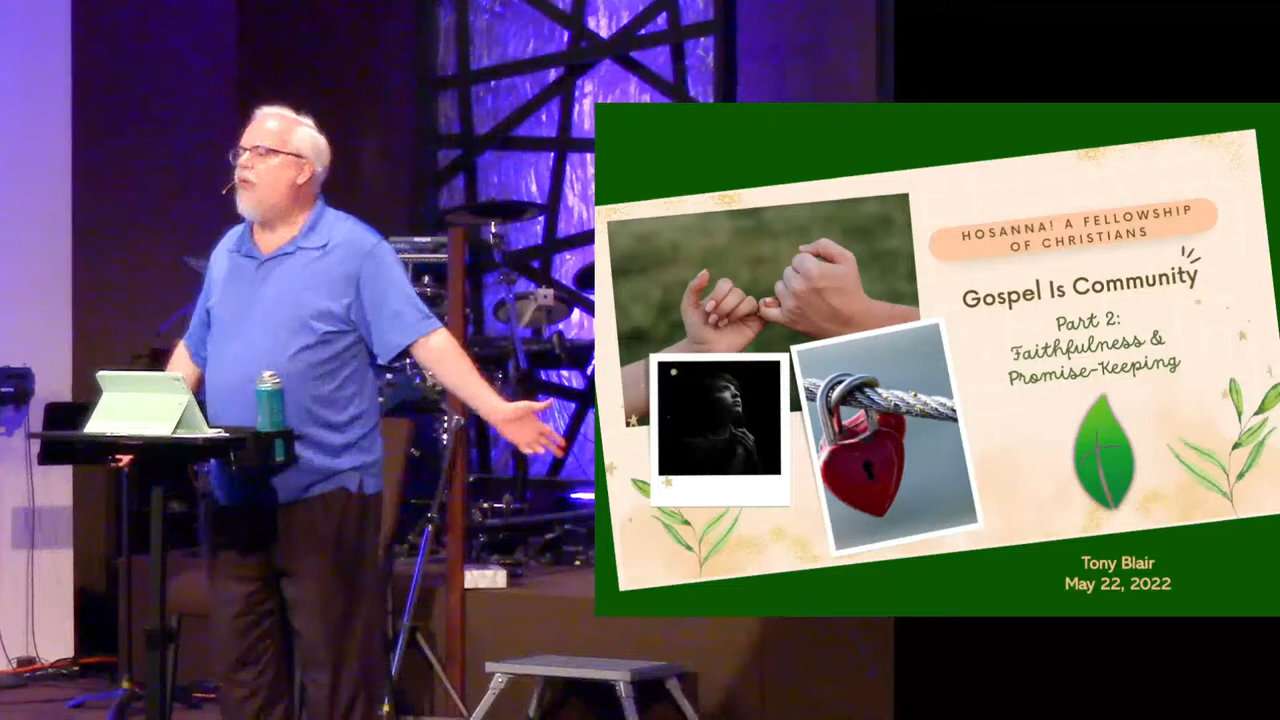 HOSANNA! A FELLOWSHIP
OF CHRISTIANS
Gospel Is Community
Part 2:
Faithfulness &
Promise-Keeping
Tony Blair
May 22, 2022